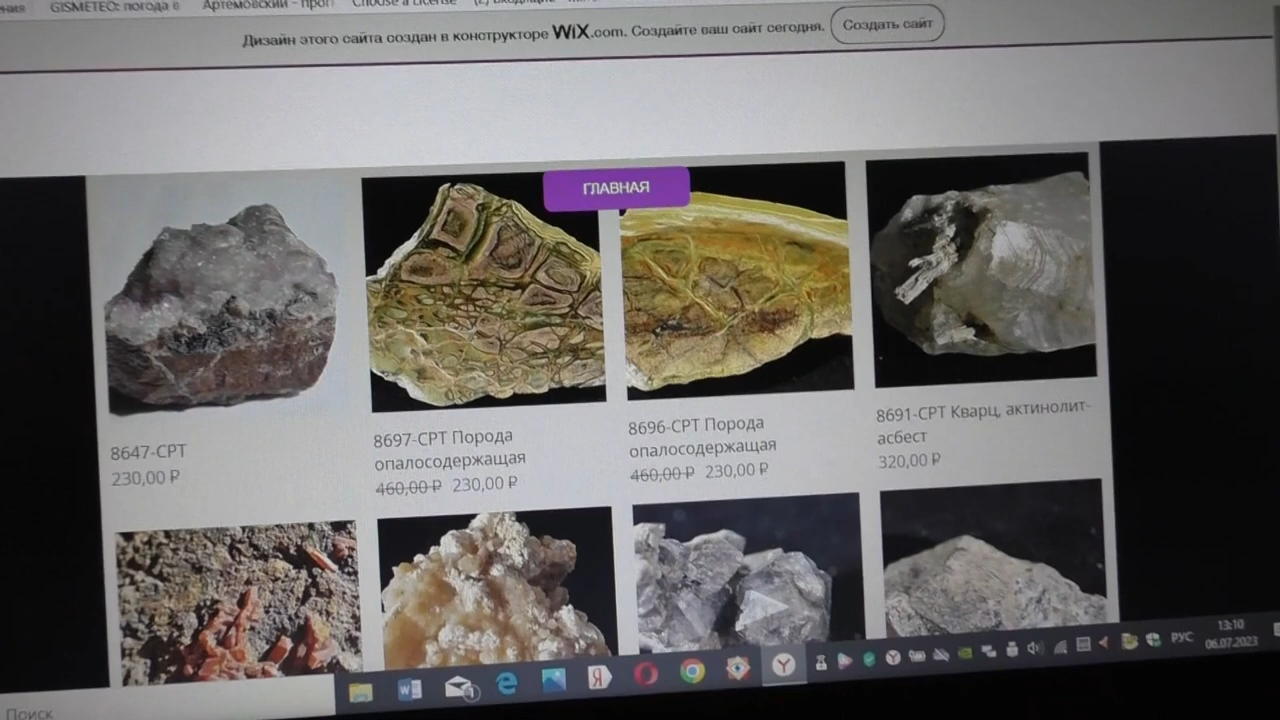 GISMETEO: погода в
Артемовский - прог
Choose a License
Дизайн этого сайта создан в конструкторе WiX.com. Создайте ваш сайт сегодня.
Создать сайт
ГЛАВНАЯ
8647-СРТ
230,00 ₽
8697-СРТ Порода
опалосодержащая
460,00 ₽ 230,00 ₽
8696-СРТ Порода
опалосодержащая
460,00 ₽ 230,00 ₽
8691-СРТ Кварц, актинолит-
асбест
320,00 ₽
Поиск
РУС
13:10
06.07.2023